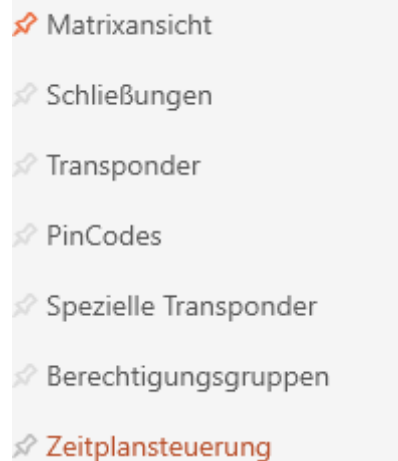 Matrixansicht
Schließungen
Transponder
PinCodes
Spezielle Transponder
Berechtigungsgruppen
Zeitplansteuerung